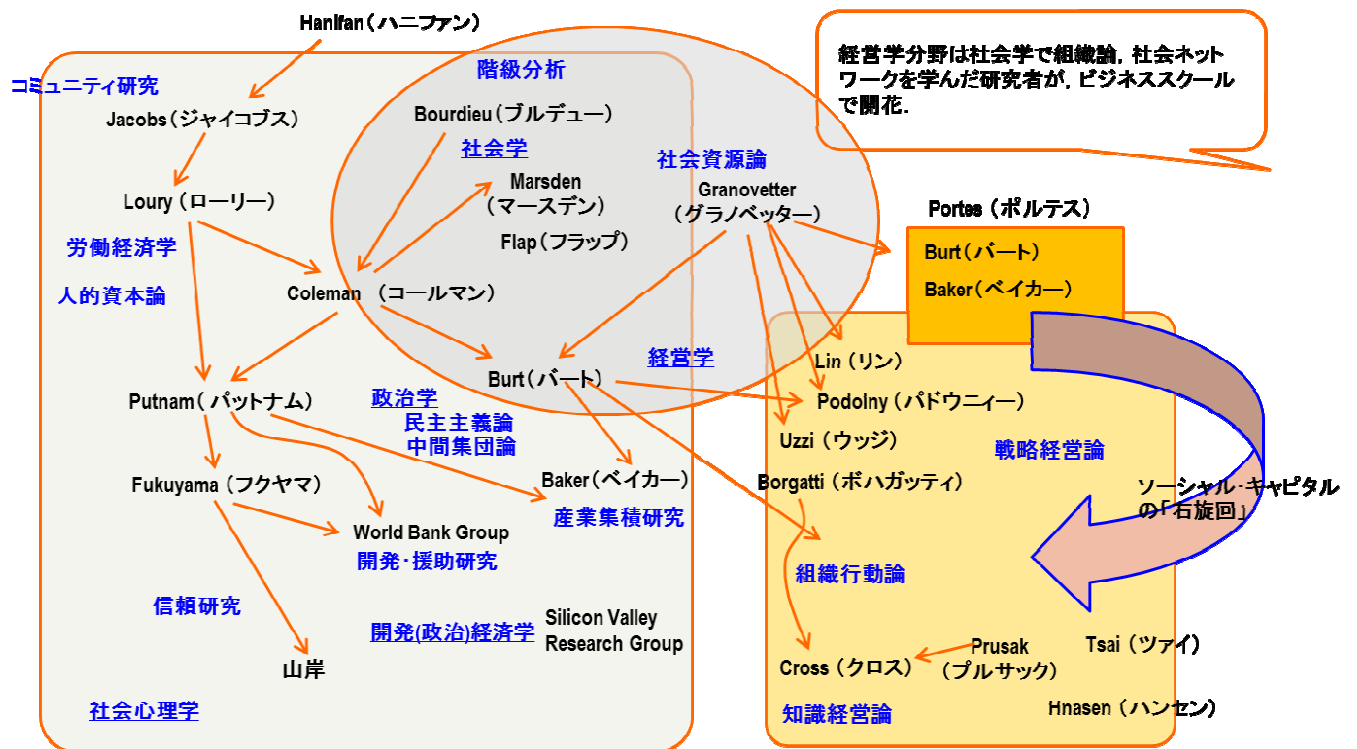 Hanifan（ハニファン）
経営学分野は社会学で組織論，社会ネット
ワークを学んだ研究者が，ビジネススクール
で開花．
コミュニティ研究
階級分析
Jacobs（ジャイコブス）
Bourdieu（ブルデュー）
社会学
社会資源論
Loury（ローリー）
Marsden
（マースデン）
Granovetter
（グラノベッター）
Flap（フラップ）
Portes（ポルテス）
労働経済学
Burt（バート）
人的資本論
Coleman （コールマン）
Baker（ベイカー）
経営学
Lin（リン）
Burt（バート）
Putnam（パットナム）
政治学
民主主義論
中間集団論
Podolny（パドウニィー）
Uzzi（ウッジ）
戦略経営論
Fukuyama（フクヤマ）
Baker（ベイカー）
Borgatti（ボハガッティ）
ソーシャル・キャピタル
の「右旋回」
産業集積研究
World Bank Group
開発・援助研究
組織行動論
信頼研究
開発(政治)経済学
Silicon Valley
Research Group
山岸
Cross（クロス）
Prusak
（プルサック）
Tsai（ツァイ）
社会心理学
知識経営論
Hnasen（ハンセン）